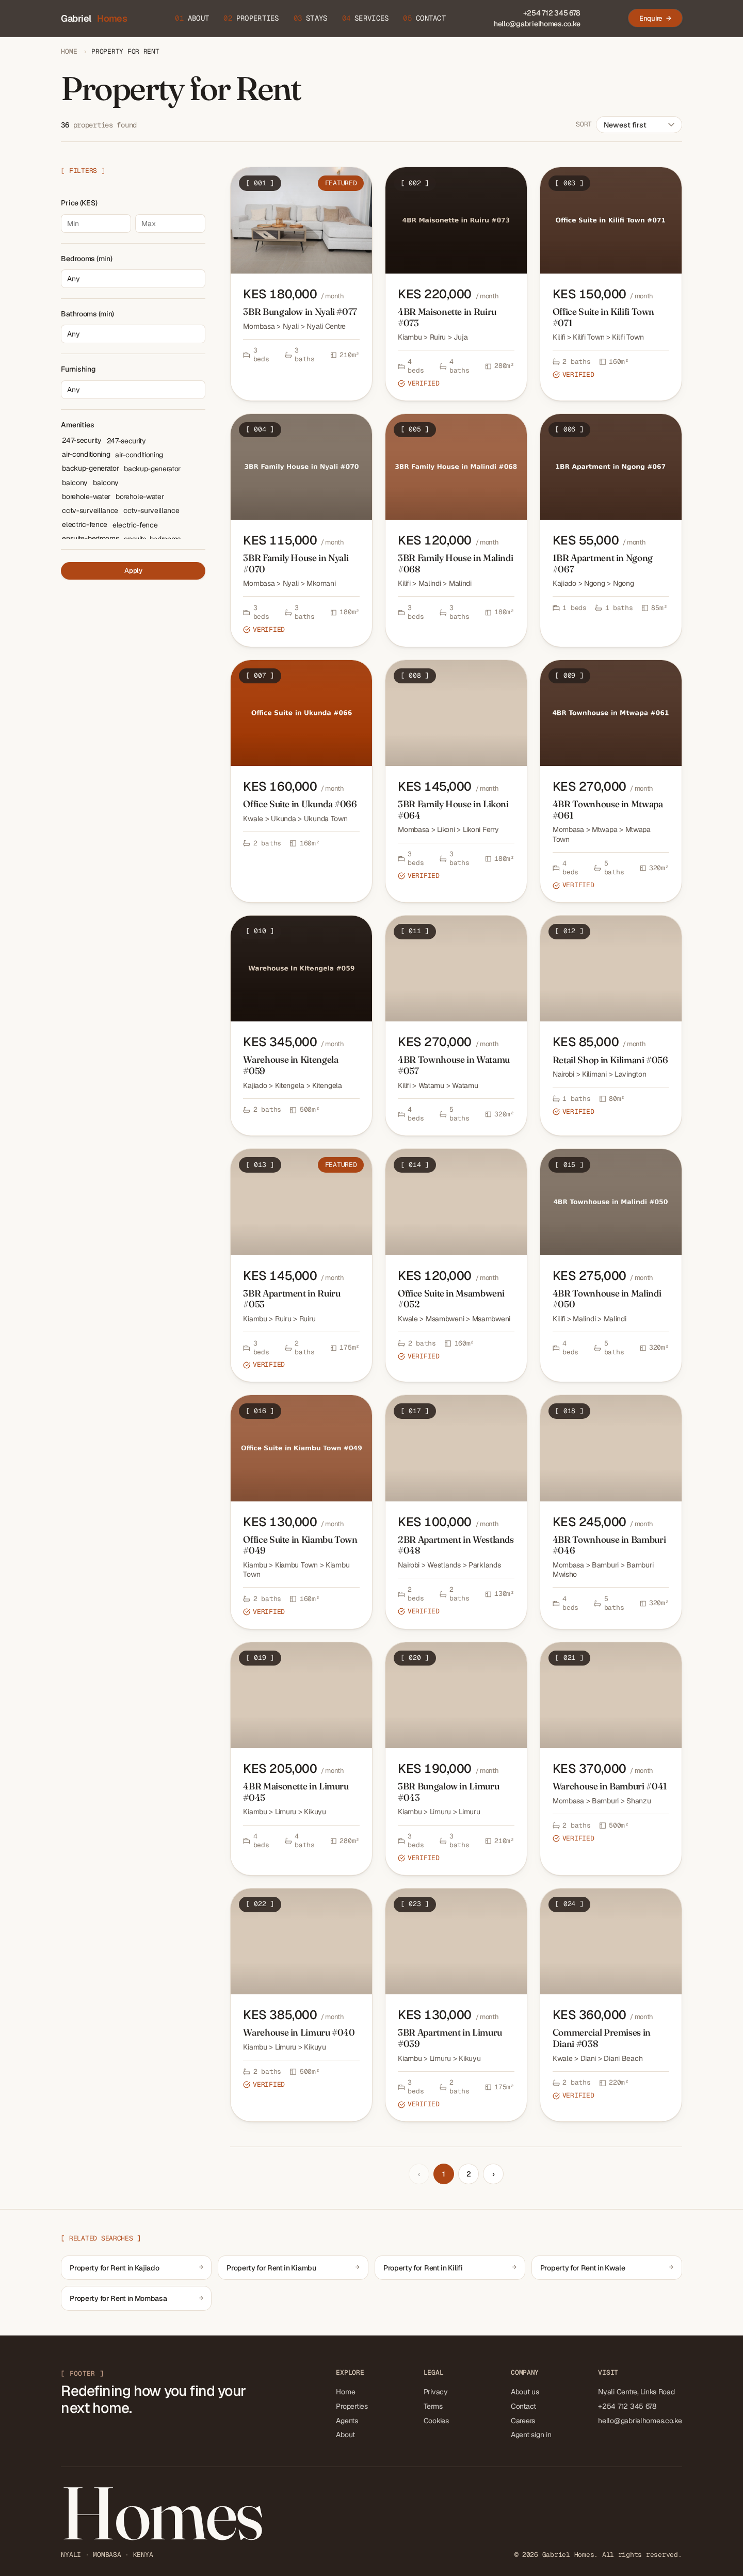 Gabriel Homes
01 ABOUT
02 PROPERTIES
03 STAYS
04 SERVICES
05 CONTACT
+254 712 345 678
hello@gabrielhomes.co.ke
Enquire →
HOME › PROPERTY FOR RENT
Property for Rent
36 properties found
SORT Newest first
[ FILTERS ]
Price (KES)
Min
Max
Bedrooms (min)
Any
Bathrooms (min)
Any
Furnishing
Any
Amenities
247-security 247-security
air-conditioning air-conditioning
backup-generator backup-generator
balcony balcony
borehole-water borehole-water
cctv-surveillance cctv-surveillance
electric-fence electric-fence
Apply
[ 001 ]
FEATURED
KES 180,000 / month
3BR Bungalow in Nyali #077
Mombasa > Nyali > Nyali Centre
3 beds
3 baths
210m²
[ 002 ]
4BR Maisonette in Ruiru #073
KES 220,000 / month
4BR Maisonette in Ruiru
#073
Kiambu > Ruiru > Juja
4 beds
4 baths
280m²
VERIFIED
[ 003 ]
Office Suite in Kilifi Town #071
KES 150,000 / month
Office Suite in Kilifi Town
#071
Kilifi > Kilifi Town > Kilifi Town
2 baths
160m²
VERIFIED
[ 004 ]
3BR Family House in Nyali #070
KES 115,000 / month
3BR Family House in Nyali
#070
Mombasa > Nyali > Mkomani
3 beds
3 baths
180m²
VERIFIED
[ 005 ]
3BR Family House in Malindi #068
KES 120,000 / month
3BR Family House in Malindi
#068
Kilifi > Malindi > Malindi
3 beds
3 baths
180m²
[ 006 ]
1BR Apartment in Ngong #067
KES 55,000 / month
1BR Apartment in Ngong
#067
Kajiado > Ngong > Ngong
1 beds
1 baths
85m²
[ 007 ]
Office Suite in Ukunda #066
KES 160,000 / month
Office Suite in Ukunda #066
Kwale > Ukunda > Ukunda Town
2 baths
160m²
[ 008 ]
KES 145,000 / month
3BR Family House in Likoni
#064
Mombasa > Likoni > Likoni Ferry
3 beds
3 baths
180m²
VERIFIED
[ 009 ]
4BR Townhouse in Mtwapa #061
KES 270,000 / month
4BR Townhouse in Mtwapa
#061
Mombasa > Mtwapa > Mtwapa
Town
4 beds
5 baths
320m²
VERIFIED
[ 010 ]
Warehouse in Kitengela #059
KES 345,000 / month
Warehouse in Kitengela
#059
Kajiado > Kitengela > Kitengela
2 baths
500m²
[ 011 ]
KES 270,000 / month
4BR Townhouse in Watamu
#057
Kilifi > Watamu > Watamu
4 beds
5 baths
320m²
[ 012 ]
KES 85,000 / month
Retail Shop in Kilimani #056
Nairobi > Kilimani > Lavington
1 baths
80m²
VERIFIED
[ 013 ]
FEATURED
KES 145,000 / month
3BR Apartment in Ruiru
#053
Kiambu > Ruiru > Ruiru
3 beds
2 baths
175m²
VERIFIED
[ 014 ]
KES 120,000 / month
Office Suite in Msambweni
#052
Kwale > Msambweni > Msambweni
2 baths
160m²
VERIFIED
[ 015 ]
4BR Townhouse in Malindi #050
KES 275,000 / month
4BR Townhouse in Malindi
#050
Kilifi > Malindi > Malindi
4 beds
5 baths
320m²
[ 016 ]
Office Suite in Kiambu Town #049
KES 130,000 / month
Office Suite in Kiambu Town
#049
Kiambu > Kiambu Town > Kiambu
Town
2 baths
160m²
VERIFIED
[ 017 ]
KES 100,000 / month
2BR Apartment in Westlands
#048
Nairobi > Westlands > Parklands
2 beds
2 baths
130m²
VERIFIED
[ 018 ]
KES 245,000 / month
4BR Townhouse in Bamburi
#046
Mombasa > Bamburi > Bamburi
Mwisho
4 beds
5 baths
320m²
[ 019 ]
KES 205,000 / month
4BR Maisonette in Limuru
#045
Kiambu > Limuru > Kikuyu
4 beds
4 baths
280m²
[ 020 ]
KES 190,000 / month
3BR Bungalow in Limuru
#043
Kiambu > Limuru > Limuru
3 beds
3 baths
210m²
VERIFIED
[ 021 ]
KES 370,000 / month
Warehouse in Bamburi #041
Mombasa > Bamburi > Shanzu
2 baths
500m²
VERIFIED
[ 022 ]
KES 385,000 / month
Warehouse in Limuru #040
Kiambu > Limuru > Kikuyu
2 baths
500m²
VERIFIED
[ 023 ]
KES 130,000 / month
3BR Apartment in Limuru
#039
Kiambu > Limuru > Kikuyu
3 beds
2 baths
175m²
VERIFIED
[ 024 ]
KES 360,000 / month
Commercial Premises in
Diani #038
Kwale > Diani > Diani Beach
2 baths
220m²
VERIFIED
‹ 1 2 ›
[ RELATED SEARCHES ]
Property for Rent in Kajiado →
Property for Rent in Kiambu →
Property for Rent in Kilifi →
Property for Rent in Kwale →
Property for Rent in Mombasa →
[ FOOTER ]
Redefining how you find your
next home.
EXPLORE
Home
Properties
Agents
About
LEGAL
Privacy
Terms
Cookies
COMPANY
About us
Contact
Careers
Agent sign in
VISIT
Nyali Centre, Links Road
+254 712 345 678
hello@gabrielhomes.co.ke
Homes
NYALI · MOMBASA · KENYA
© 2026 Gabriel Homes. All rights reserved.